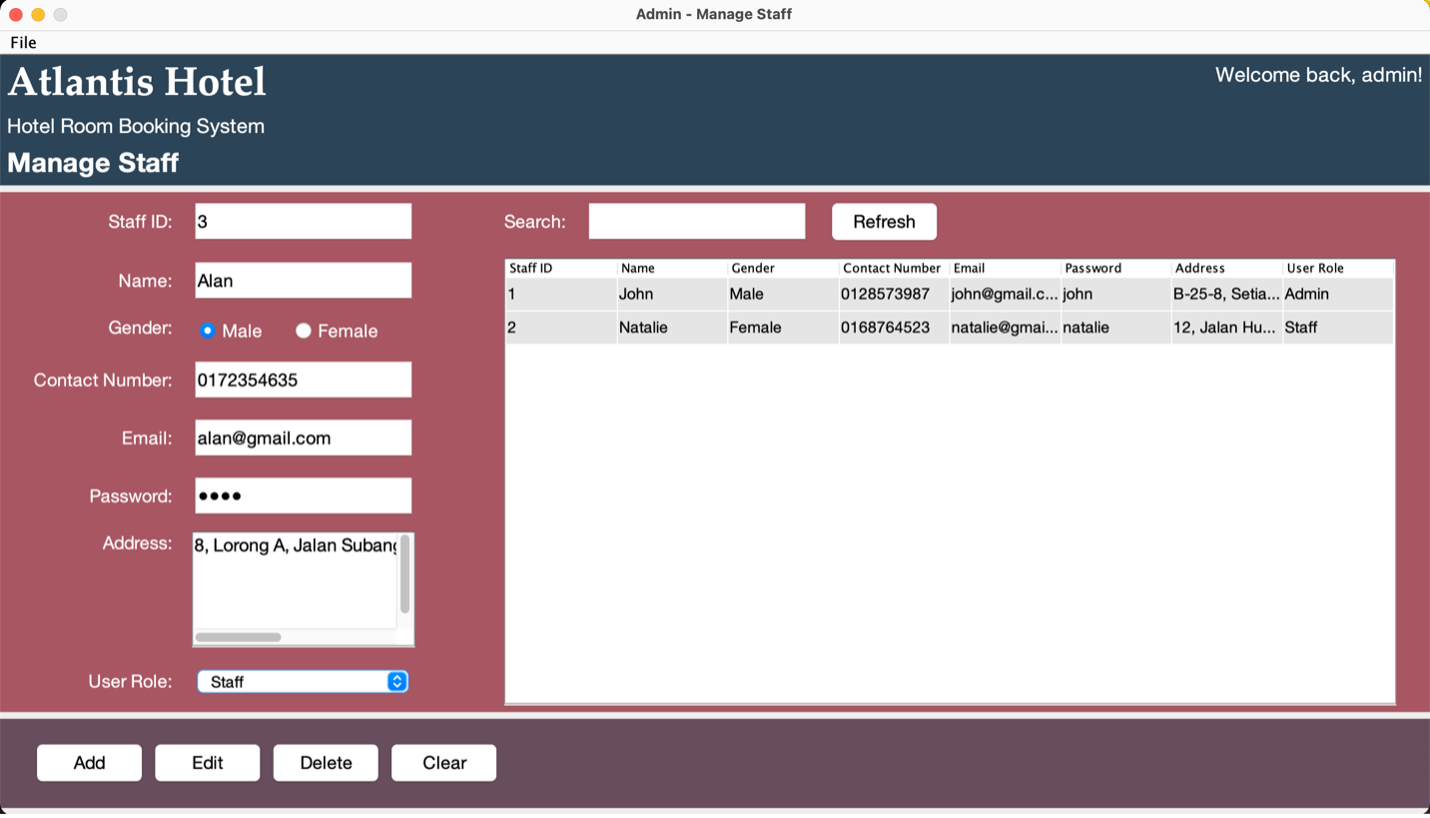 Admin - Manage Staff
File
Atlantis Hotel
Welcome back, admin!
Hotel Room Booking System
Manage Staff
Staff ID: 3
Name: Alan
Gender: Male Female
Contact Number: 0172354635
Email: alan@gmail.com
Password: ••••
Address: 8, Lorong A, Jalan Subang
User Role: Staff
Search: Refresh
Staff ID Name Gender Contact Number Email Password Address User Role
1 John Male 0128573987 john@gmail.c... john B-25-8, Setia... Admin
2 Natalie Female 0168764523 natalie@gmai... natalie 12, Jalan Hu... Staff
Add Edit Delete Clear